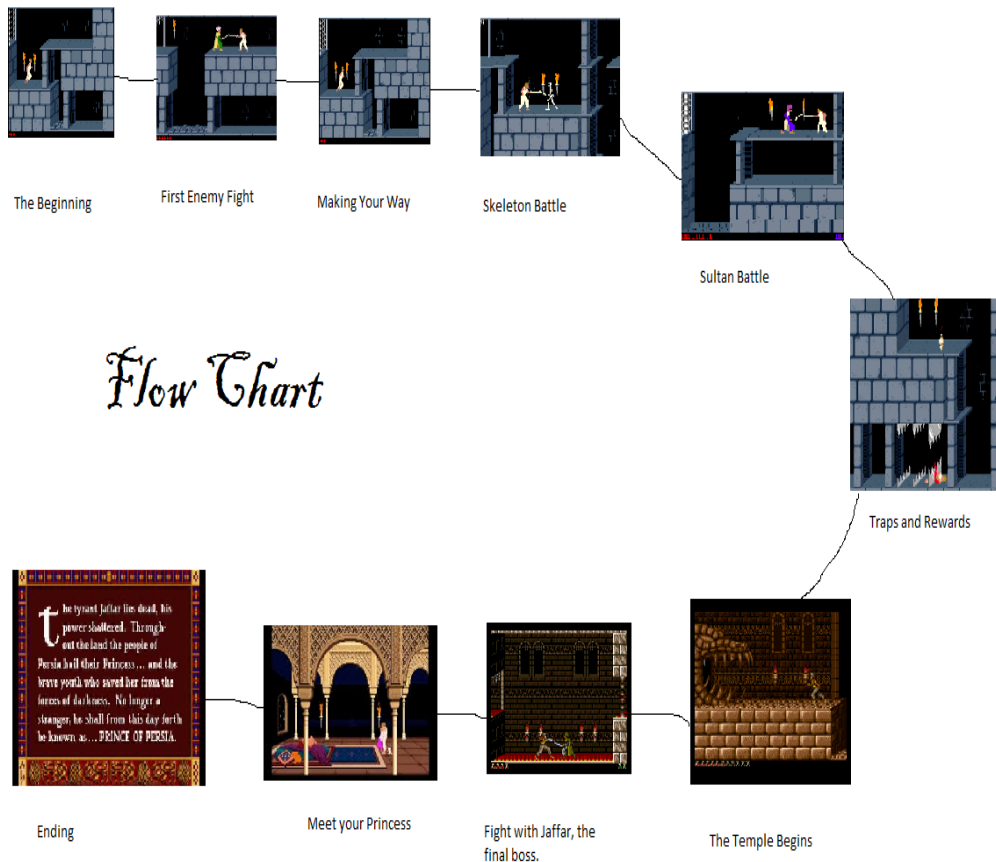 The Beginning
First Enemy Fight
Making Your Way
Skeleton Battle
Sultan Battle
Flow Chart
Traps and Rewards
the tyrant Jaffar lies dead, his
power shattered. Through-
out the land the people of
Persia hail their Princess... and the
brave youth who saved her from the
forces of darkness. No longer a
stranger, he shall from this day forth
be known as... PRINCE OF PERSIA.
Ending
Meet your Princess
Fight with Jaffar, the
final boss.
The Temple Begins